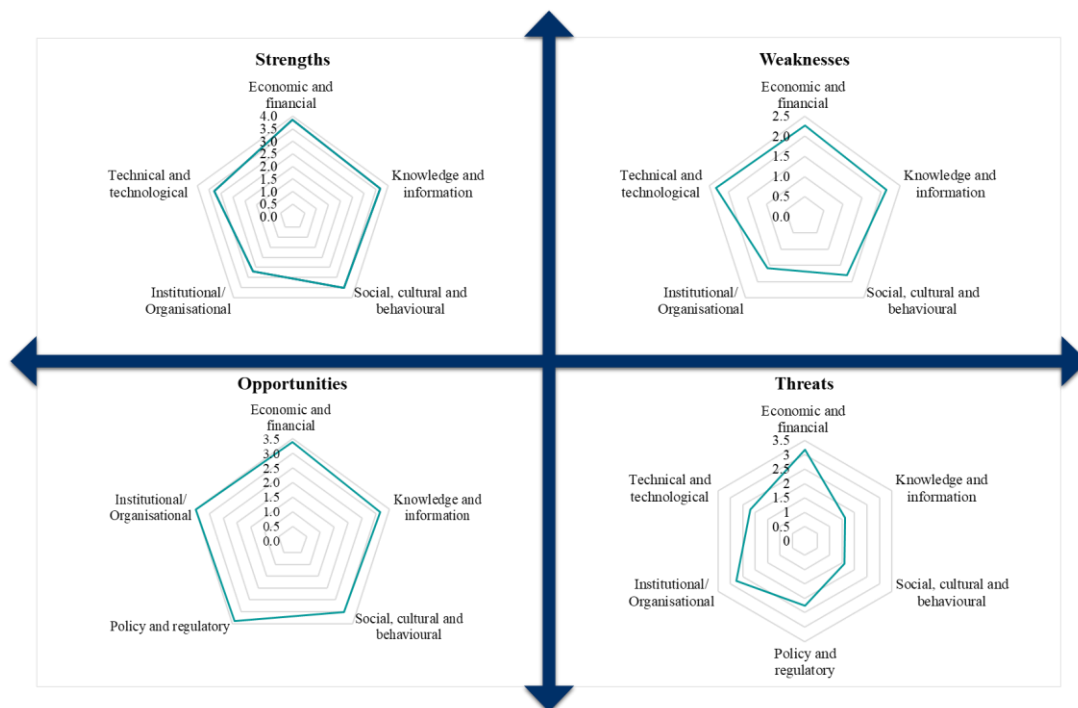 Strengths
Economic and
financial
4.0
3.5
3.0
2.5
2.0
1.5
1.0
0.5
0.0
Technical and
technological
Knowledge and
information
Institutional/
Organisational
Social, cultural and
behavioural
Weaknesses
Economic and
financial
2.5
2.0
1.5
1.0
0.5
0.0
Technical and
technological
Knowledge and
information
Institutional/
Organisational
Social, cultural and
behavioural
Opportunities
Economic and
financial
3.5
3.0
2.5
2.0
1.5
1.0
0.5
0.0
Institutional/
Organisational
Knowledge and
information
Policy and regulatory
Social, cultural and
behavioural
Threats
Economic and
financial
3.5
3
2.5
2
1.5
1
0.5
0
Technical and
technological
Knowledge and
information
Institutional/
Organisational
Social, cultural and
behavioural
Policy and
regulatory